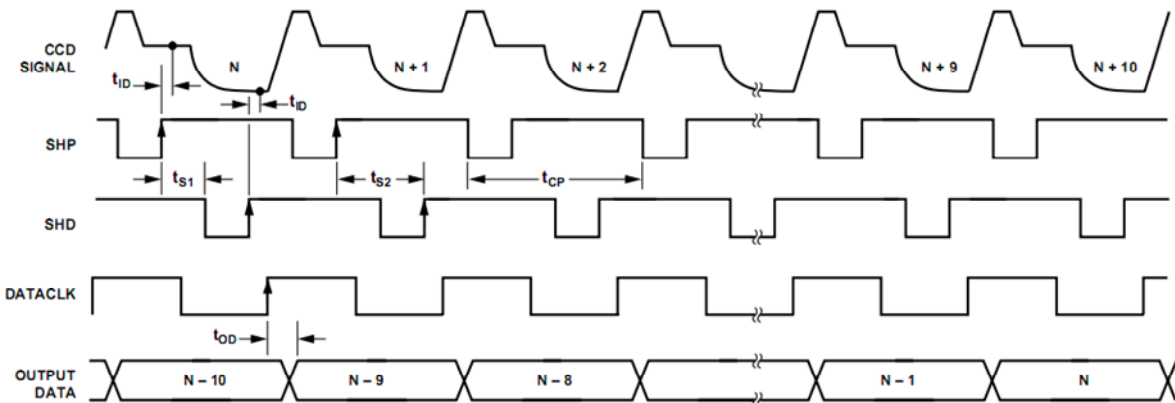 CCD
SIGNAL
N
N + 1
N + 2
N + 9
N + 10
tID
tID
SHP
tS1
tS2
tCP
SHD
DATACLK
tOD
OUTPUT
DATA
N – 10
N – 9
N – 8
N – 1
N